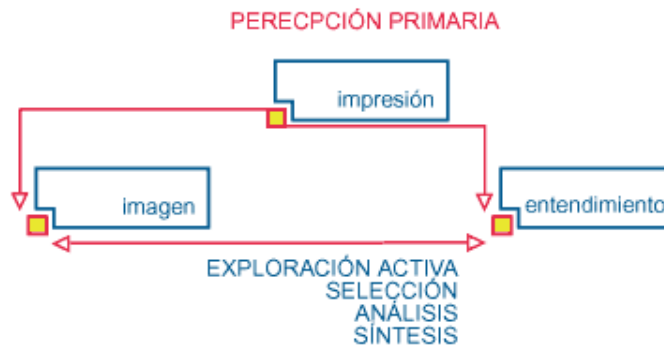 PERECPCIÓN PRIMARIA
impresión
imagen
entendimiento
EXPLORACIÓN ACTIVA
SELECCIÓN
ANÁLISIS
SÍNTESIS